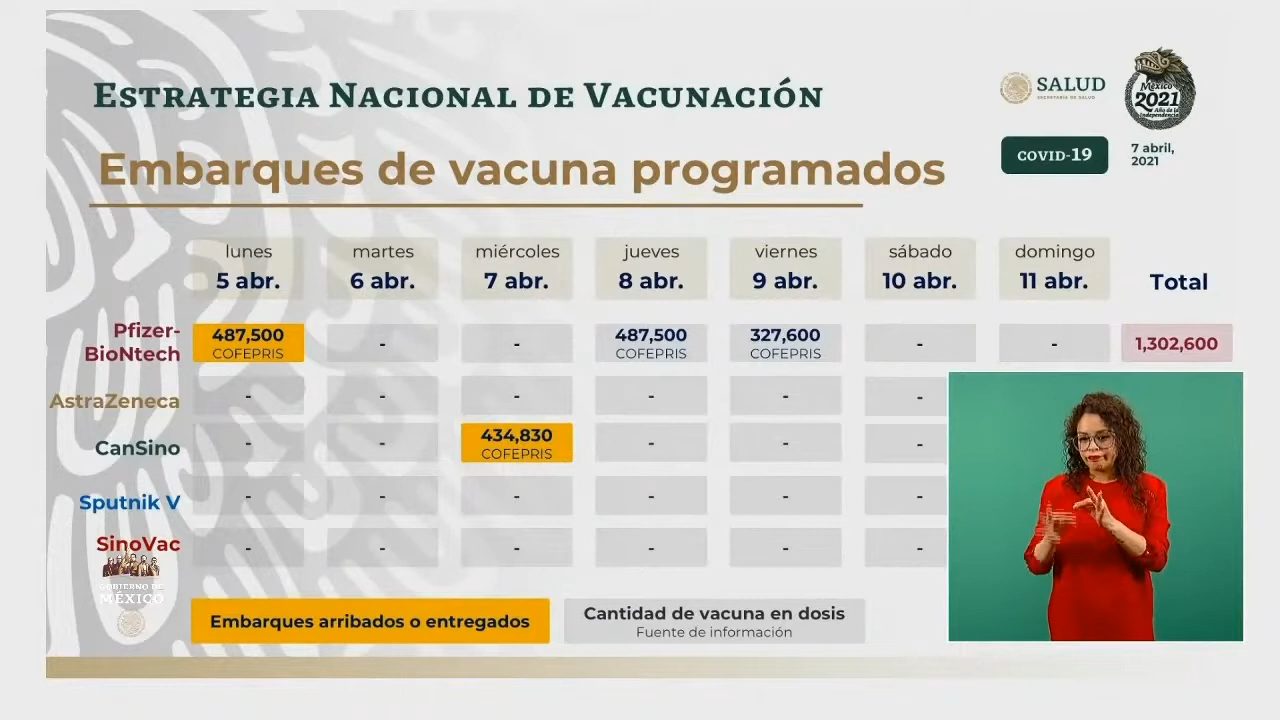 ESTRATEGIA NACIONAL DE VACUNACIÓN
SALUD
SECRETARÍA DE SALUD
México
2021
Año de la
Independencia
Embarques de vacuna programados
COVID-19
7 abril,
2021
lunes martes miércoles jueves viernes sábado domingo
5 abr. 6 abr. 7 abr. 8 abr. 9 abr. 10 abr. 11 abr. Total
Pfizer-
BioNtech
487,500 - - 487,500 327,600 - - 1,302,600
COFEPRIS COFEPRIS COFEPRIS
AstraZeneca - - - - - -
CanSino - - 434,830 - - -
COFEPRIS
Sputnik V - - - - - -
SinoVac - - - - - -
GOBIERNO DE
MÉXICO
Embarques arribados o entregados
Cantidad de vacuna en dosis
Fuente de información